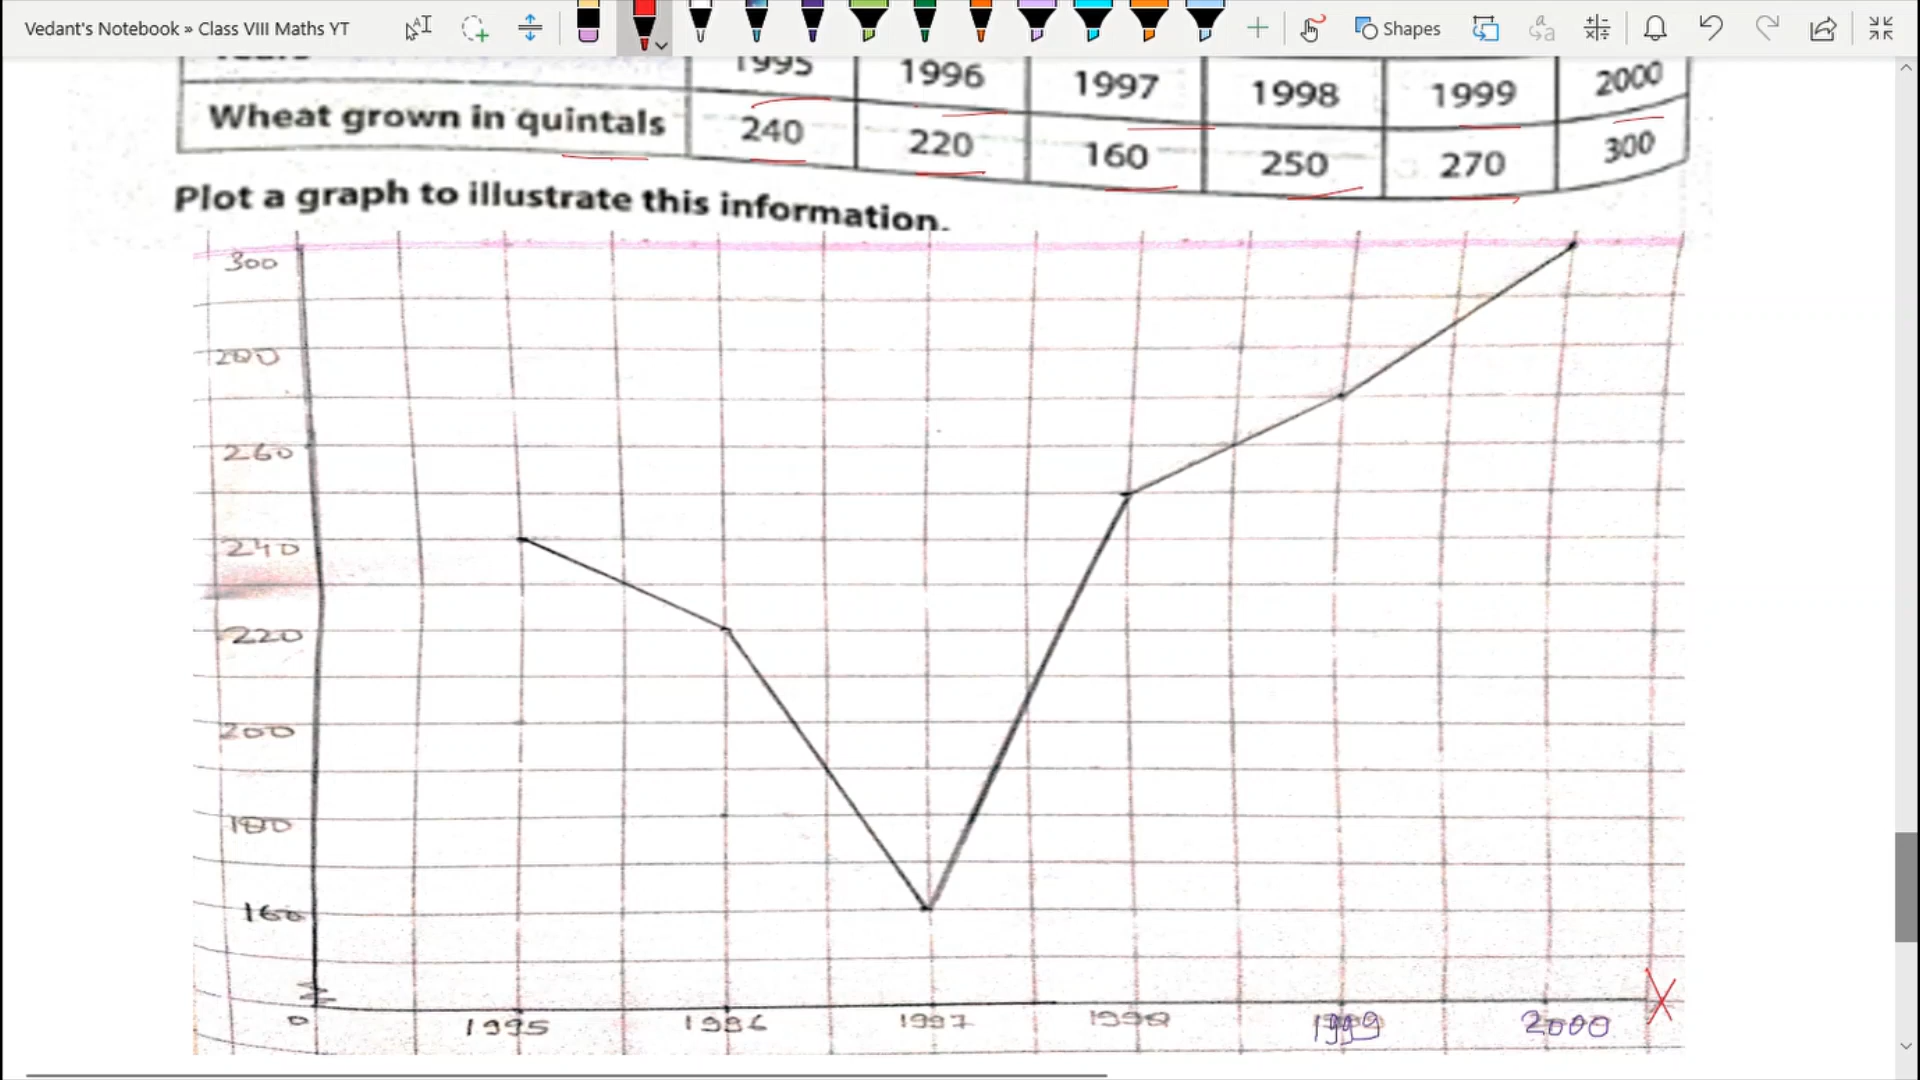 Vedant's Notebook » Class VIII Maths YT
Shapes
Years 1995 1996 1997 1998 1999 2000
Wheat grown in quintals 240 220 160 250 270 300
Plot a graph to illustrate this information.
300
280
260
240
220
200
180
160
0 1995 1996 1997 1998 1999 2000 X